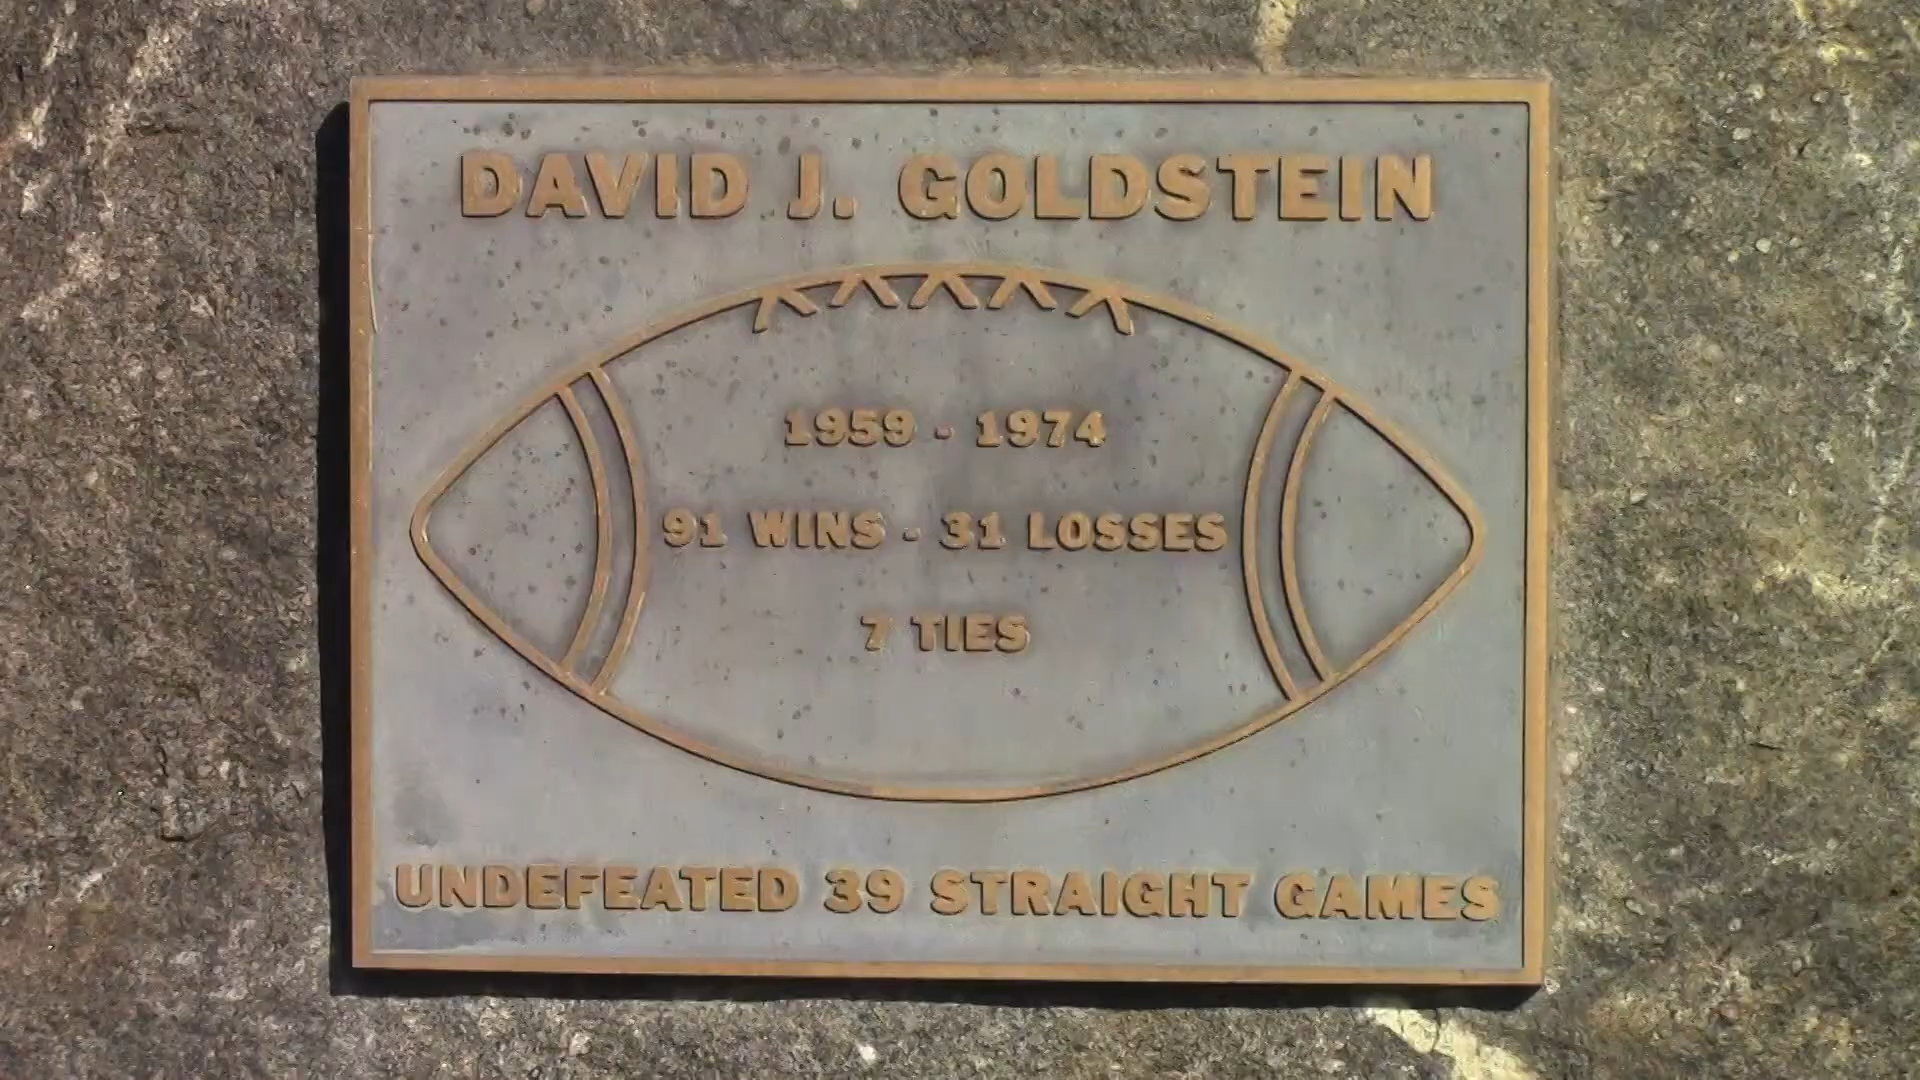 DAVID J. GOLDSTEIN
1959 - 1974
91 WINS - 31 LOSSES
7 TIES
UNDEFEATED 39 STRAIGHT GAMES